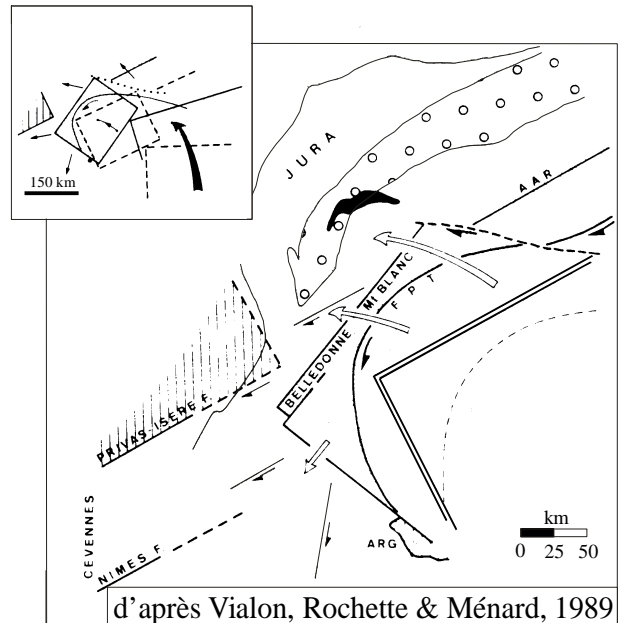 150 km
JURA
AAR
Mt BLANC
F P T
BELLEDONNE
PRIVAS-ISERE F.
CEVENNES
NIMES F.
ARG
km
0 25 50
d'après Vialon, Rochette & Ménard, 1989